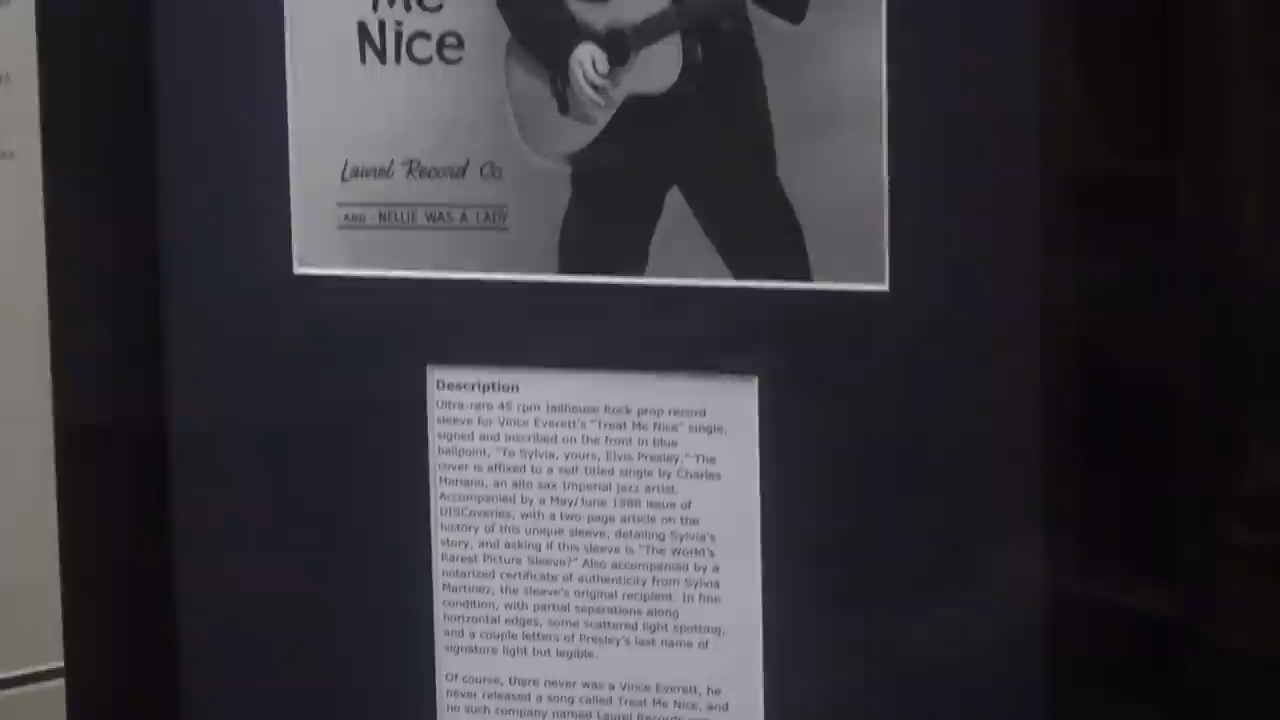 Me
Nice
Laurel Record Co.
AND NELLIE WAS A LADY
Description
Ultra-rare 45 rpm Jailhouse Rock prop record
sleeve for Vince Everett's "Treat Me Nice" single,
signed and inscribed on the front in blue
ballpoint, "To Sylvia, yours, Elvis Presley." The
cover is affixed to a self titled single by Charles
Mariano, an alto sax Imperial jazz artist.
Accompanied by a May/June 1988 issue of
DISCoveries, with a two-page article on the
history of this unique sleeve, detailing Sylvia's
story, and asking if this sleeve is "The World's
Rarest Picture Sleeve?" Also accompanied by a
notarized certificate of authenticity from Sylvia
Martinez, the sleeve's original recipient. In fine
condition, with partial separations along
horizontal edges, some scattered light spotting,
and a couple letters of Presley's last name of
signature light but legible.
Of course, there never was a Vince Everett, he
never released a song called Treat Me Nice, and
no such company named Laurel Records